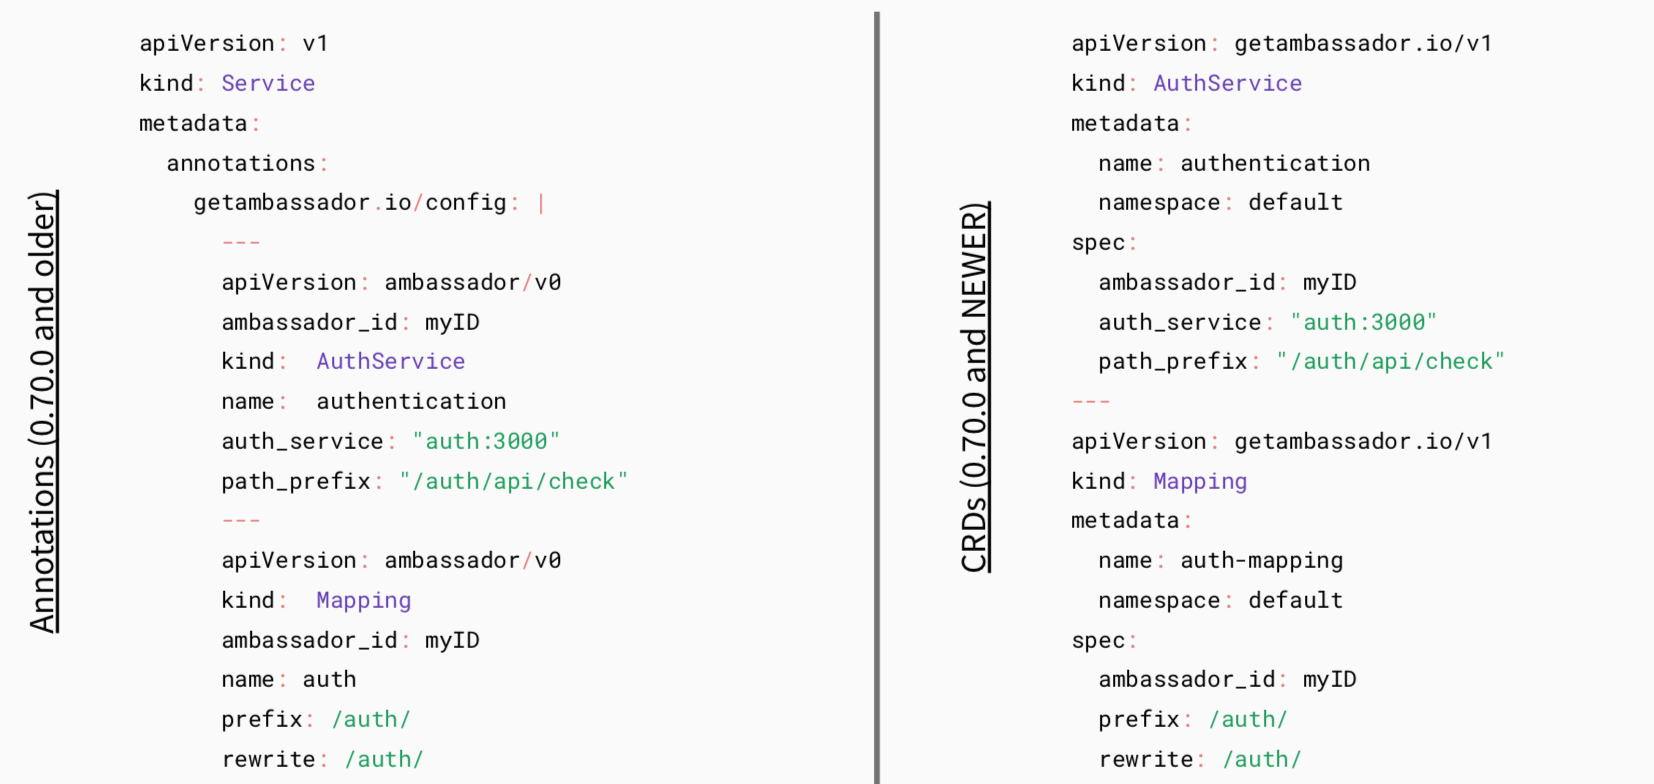 Annotations (0.70.0 and older)
apiVersion: v1
kind: Service
metadata:
  annotations:
    getambassador.io/config: |
      ---
      apiVersion: ambassador/v0
      ambassador_id: myID
      kind:  AuthService
      name:  authentication
      auth_service: "auth:3000"
      path_prefix: "/auth/api/check"
      ---
      apiVersion: ambassador/v0
      kind:  Mapping
      ambassador_id: myID
      name: auth
      prefix: /auth/
      rewrite: /auth/
CRDs (0.70.0 and NEWER)
apiVersion: getambassador.io/v1
kind: AuthService
metadata:
  name: authentication
  namespace: default
spec:
  ambassador_id: myID
  auth_service: "auth:3000"
  path_prefix: "/auth/api/check"
---
apiVersion: getambassador.io/v1
kind: Mapping
metadata:
  name: auth-mapping
  namespace: default
spec:
  ambassador_id: myID
  prefix: /auth/
  rewrite: /auth/